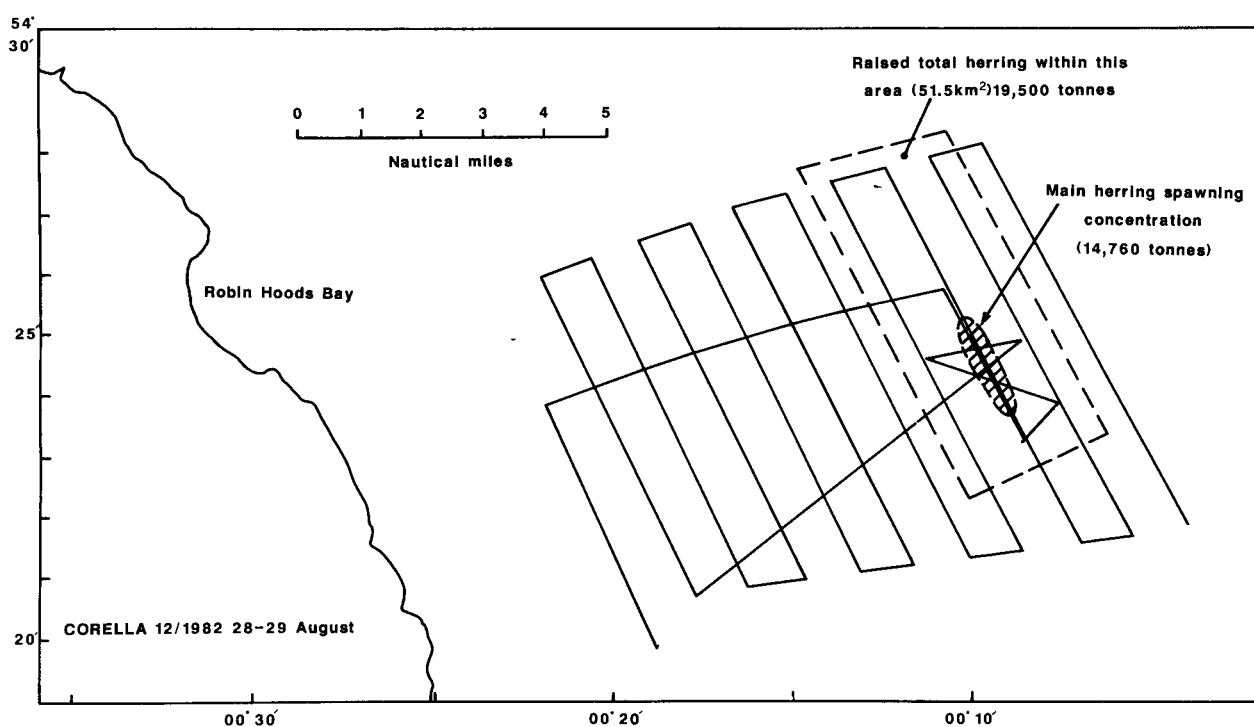 54°
30′
Raised total herring within this
area (51.5km²)19,500 tonnes
0 1 2 3 4 5
Nautical miles
Main herring spawning
concentration
(14,760 tonnes)
Robin Hoods Bay
25′
20′
CORELLA 12/1982 28-29 August
00°30′ 00°20′ 00°10′